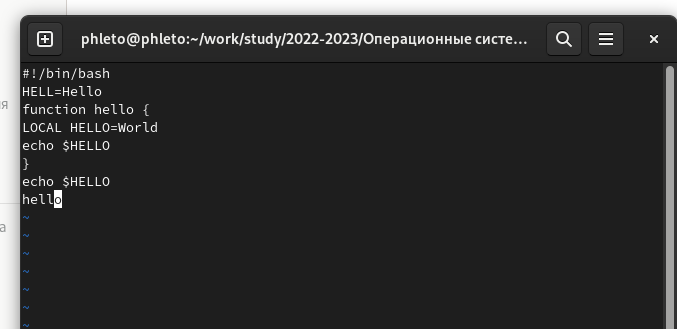 phleto@phleto:~/work/study/2022-2023/Операционные систе...
#!/bin/bash
HELL=Hello
function hello {
LOCAL HELLO=World
echo $HELLO
}
echo $HELLO
hello
~
~
~
~
~
~
~
ия
а